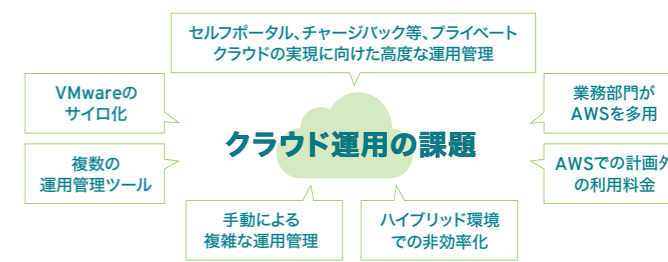 セルフポータル、チャージバック等、プライベート
クラウドの実現に向けた高度な運用管理
VMwareの
サイロ化
業務部門が
AWSを多用
クラウド運用の課題
複数の
運用管理ツール
AWSでの計画外
の利用料金
手動による
複雑な運用管理
ハイブリッド環境
での非効率化